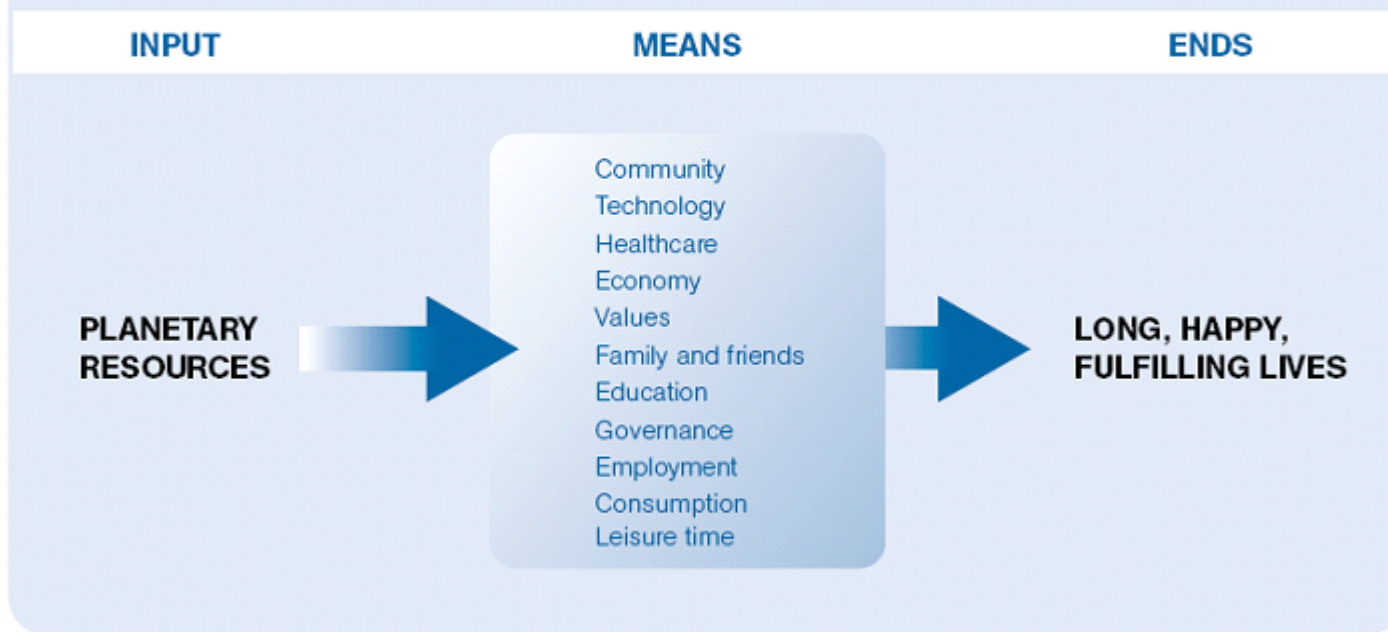 INPUT MEANS ENDS
Community
Technology
Healthcare
Economy
Values
Family and friends
Education
Governance
Employment
Consumption
Leisure time
PLANETARY
RESOURCES
LONG, HAPPY,
FULFILLING LIVES